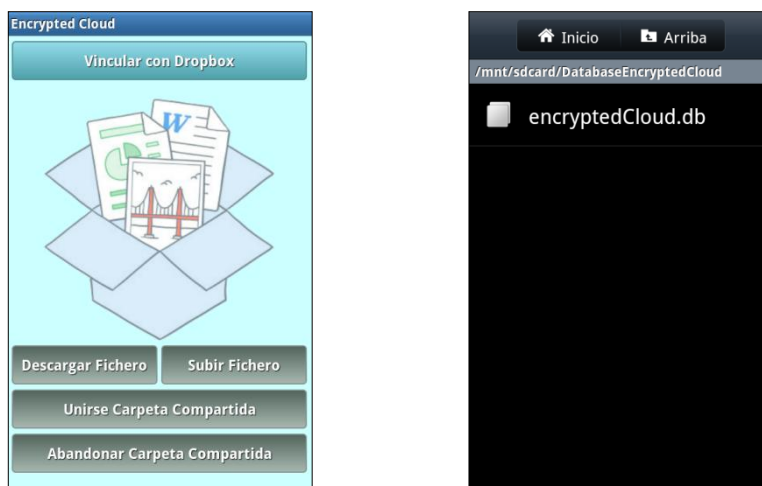 Encrypted Cloud
Vincular con Dropbox
W
Descargar Fichero
Subir Fichero
Unirse Carpeta Compartida
Abandonar Carpeta Compartida
Inicio
Arriba
/mnt/sdcard/DatabaseEncryptedCloud
encryptedCloud.db